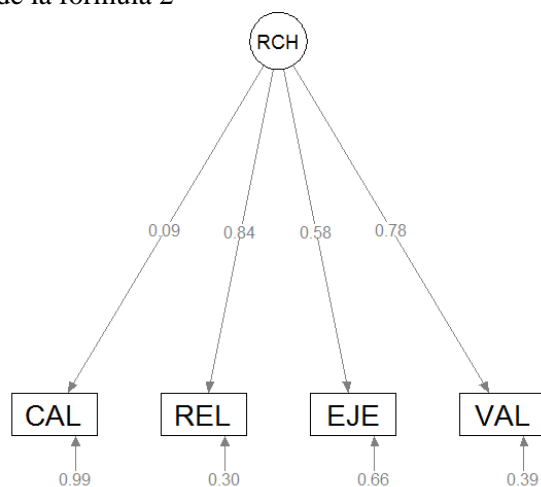 de la fórmula 2
RCH
0.09 0.84 0.58 0.78
CAL REL EJE VAL
0.99 0.30 0.66 0.39